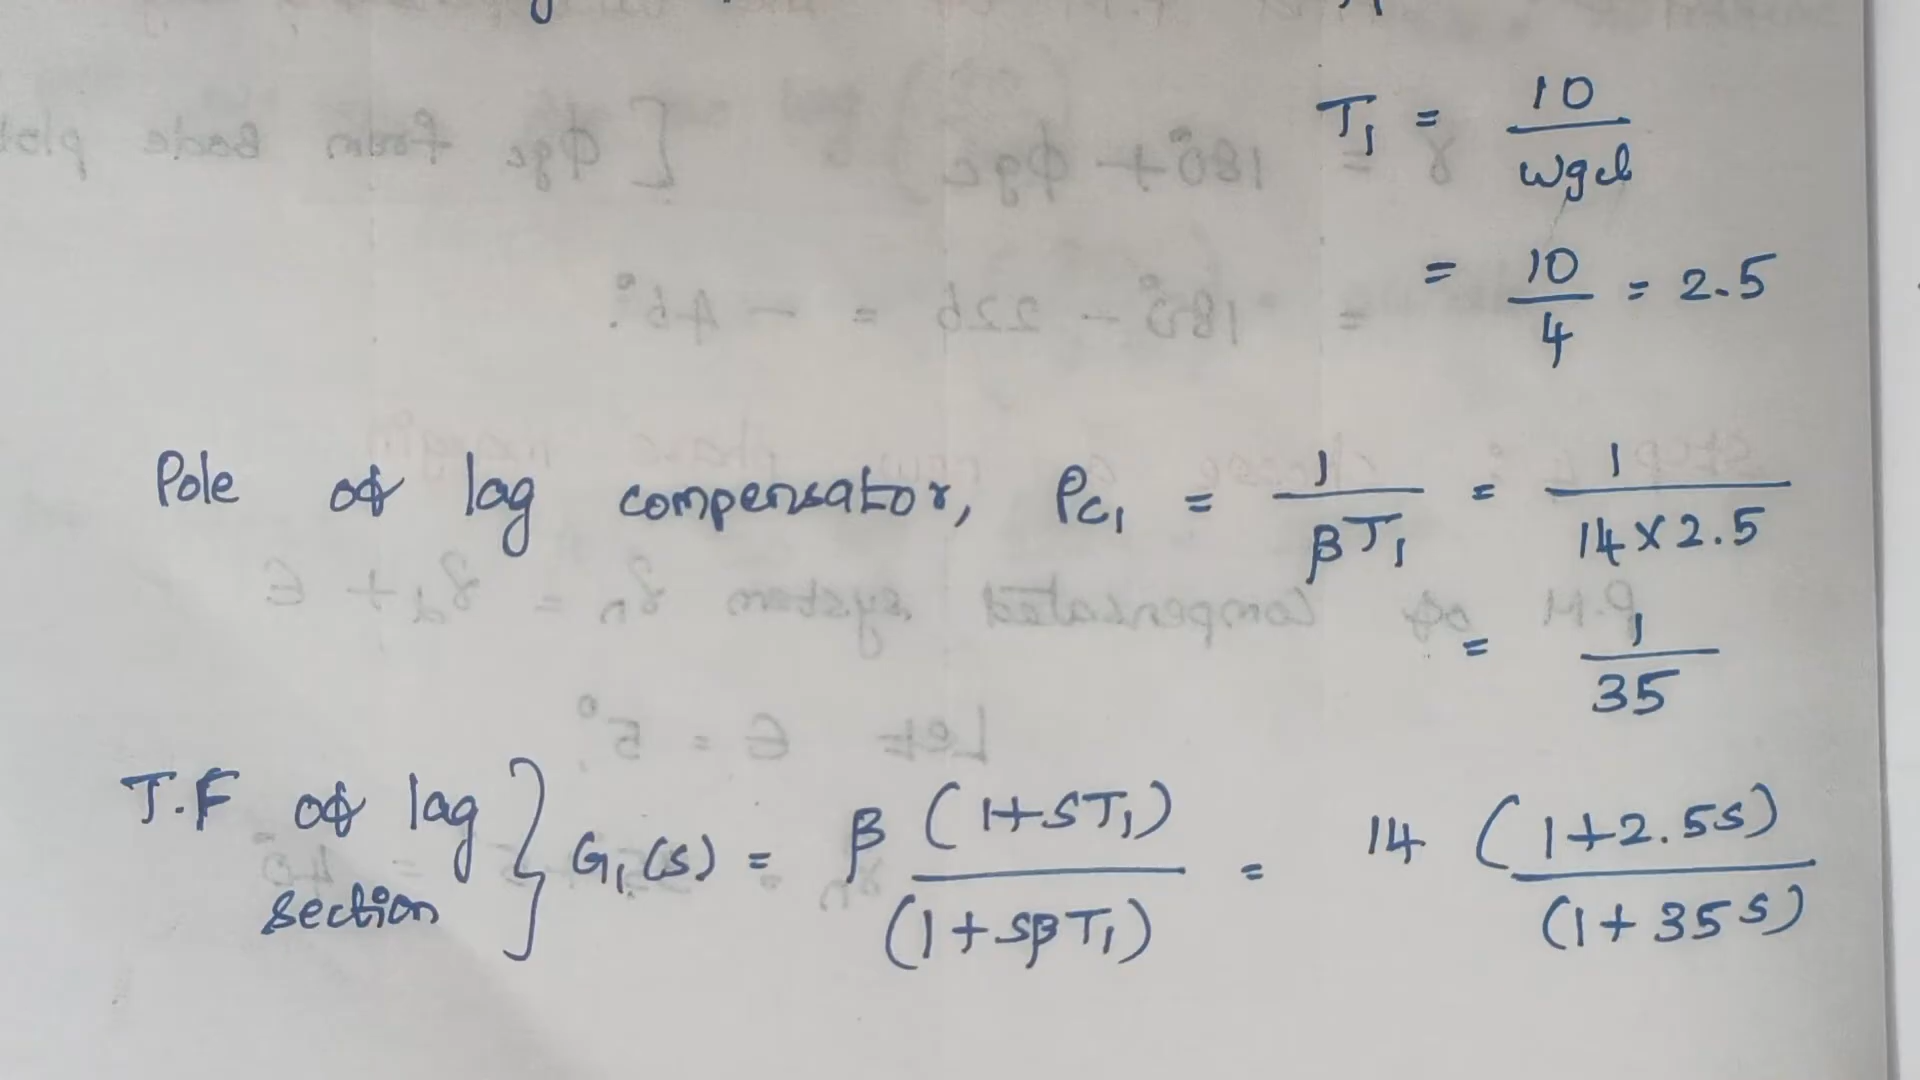 T₁ = 10/ωgcl
= 10/4 = 2.5
Pole of lag compensator, Pc₁ = 1/βT₁ = 1/14×2.5
= 1/35
T.F of lag section } G₁(s) = β (1+ST₁)/(1+SβT₁) = 14 (1+2.5s)/(1+35s)